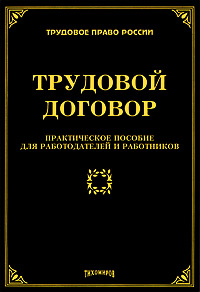 ТРУДОВОЕ ПРАВО РОССИИ
ТРУДОВОЙ
ДОГОВОР
ПРАКТИЧЕСКОЕ ПОСОБИЕ
ДЛЯ РАБОТОДАТЕЛЕЙ И РАБОТНИКОВ
ТИХОМИРОВ